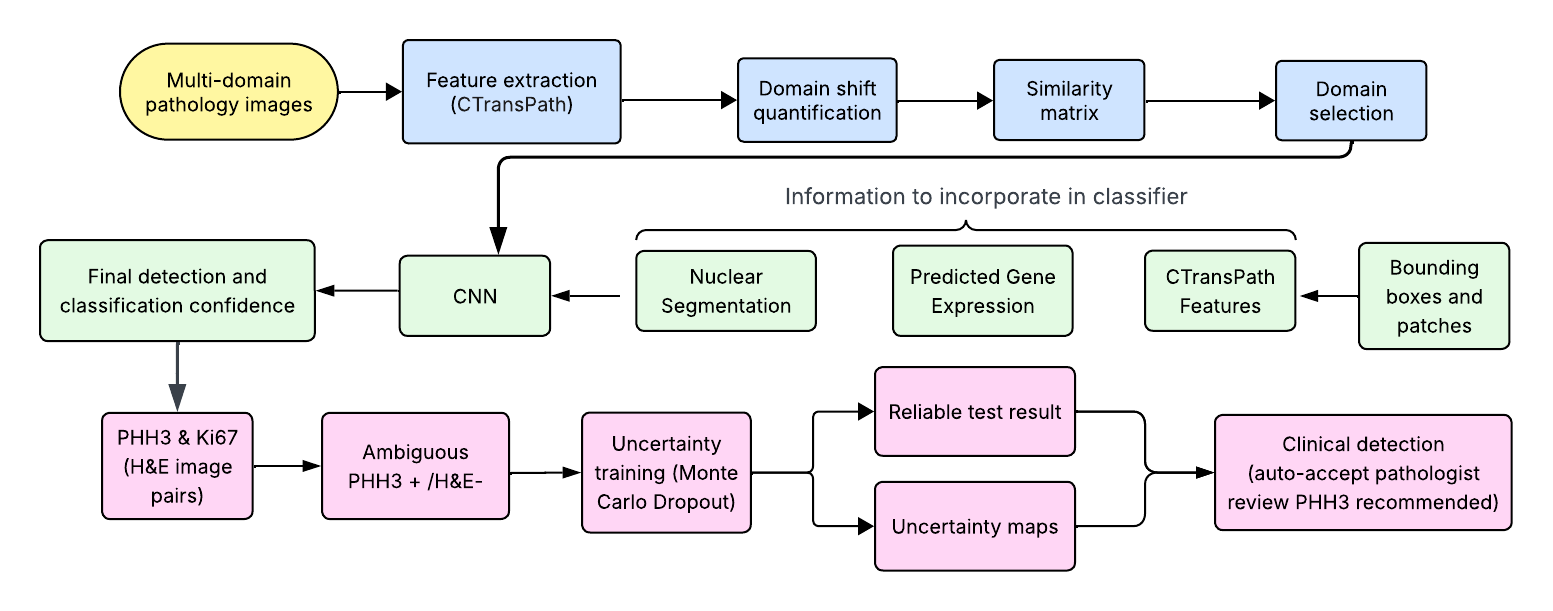 Multi-domain
pathology images
Feature extraction
(CTransPath)
Domain shift
quantification
Similarity
matrix
Domain
selection
Information to incorporate in classifier
Final detection and
classification confidence
CNN
Nuclear
Segmentation
Predicted Gene
Expression
CTransPath
Features
Bounding
boxes and
patches
PHH3 & Ki67
(H&E image
pairs)
Ambiguous
PHH3 + /H&E-
Uncertainty
training (Monte
Carlo Dropout)
Reliable test result
Uncertainty maps
Clinical detection
(auto-accept pathologist
review PHH3 recommended)